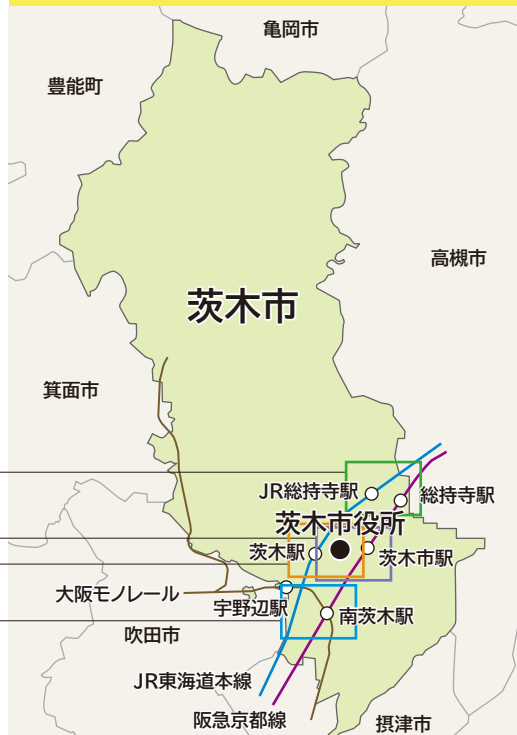 亀岡市
豊能町
高槻市
茨木市
箕面市
JR総持寺駅
総持寺駅
茨木市役所
茨木駅
茨木市駅
大阪モノレール
宇野辺駅
南茨木駅
吹田市
JR東海道本線
阪急京都線
摂津市